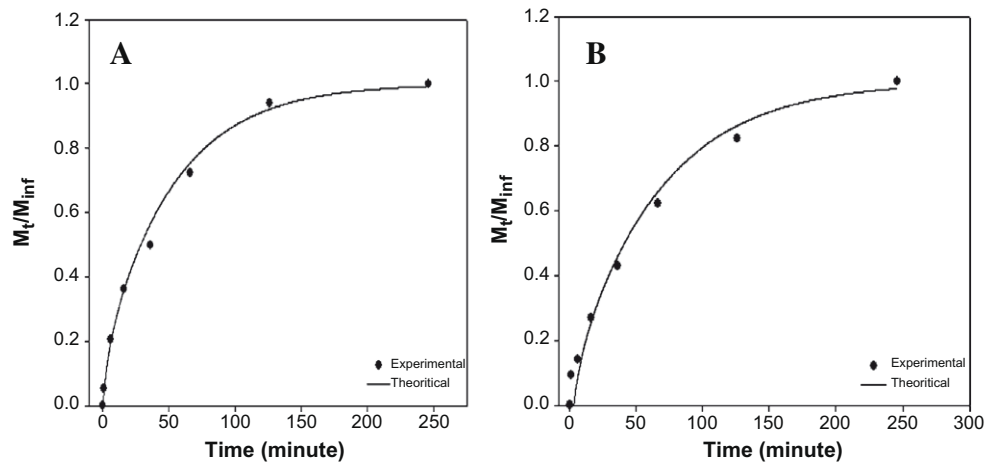 A
M_t/M_inf
1.2
1.0
0.8
0.6
0.4
0.2
0.0
Experimental
Theoritical
0 50 100 150 200 250
Time (minute)
B
M_t/M_inf
1.2
1.0
0.8
0.6
0.4
0.2
0.0
Experimental
Theoritical
0 50 100 150 200 250 300
Time (minute)